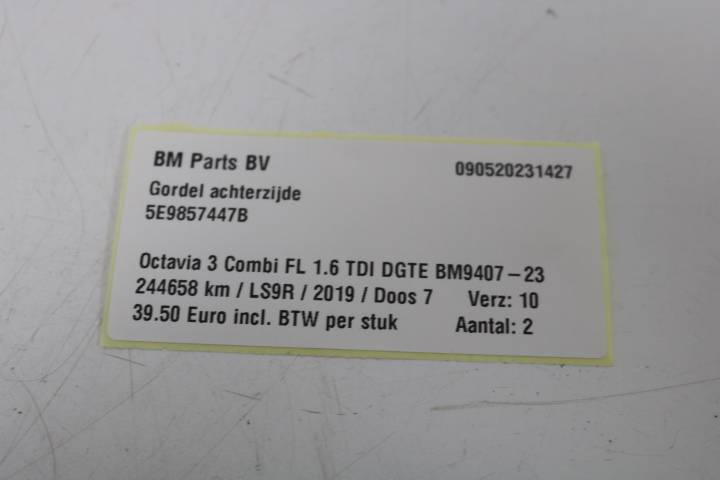 BM Parts BV 090520231427
Gordel achterzijde
5E9857447B
Octavia 3 Combi FL 1.6 TDI DGTE BM9407-23
244658 km / LS9R / 2019 / Doos 7 Verz: 10
39.50 Euro incl. BTW per stuk Aantal: 2